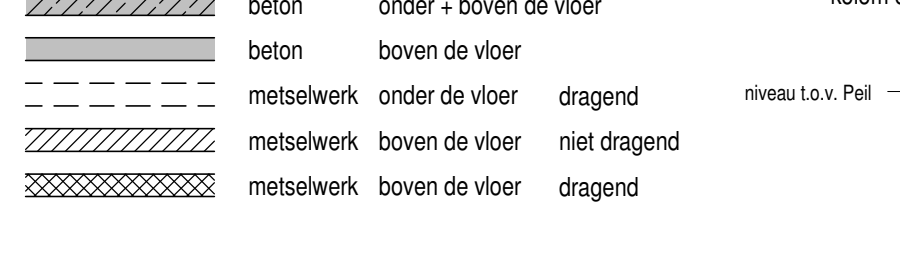 beton onder + boven de vloer
beton boven de vloer
metselwerk onder de vloer dragend niveau t.o.v. Peil
metselwerk boven de vloer niet dragend
metselwerk boven de vloer dragend